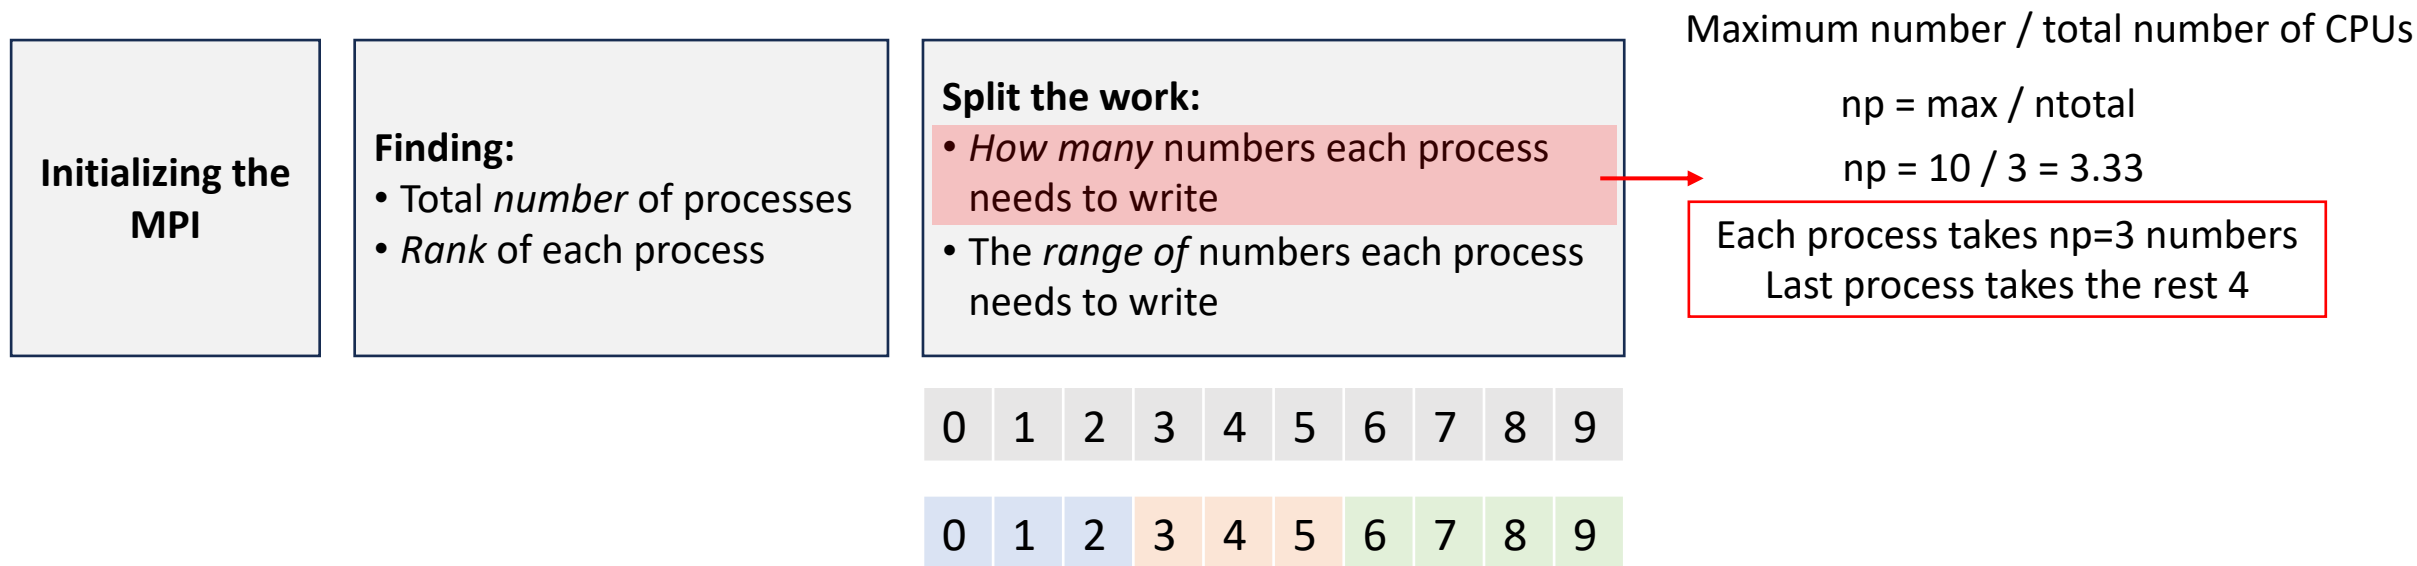 Initializing the
MPI
Finding:
• Total number of processes
• Rank of each process
Split the work:
• How many numbers each process
needs to write
• The range of numbers each process
needs to write
Maximum number / total number of CPUs
np = max / ntotal
np = 10 / 3 = 3.33
Each process takes np=3 numbers
Last process takes the rest 4
0 1 2 3 4 5 6 7 8 9
0 1 2 3 4 5 6 7 8 9